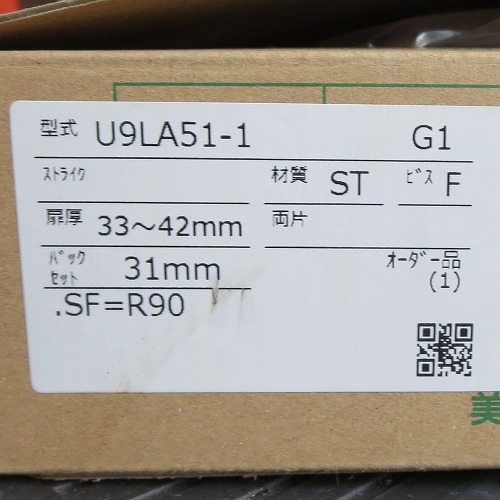 型式 U9LA51-1 G1
ｽﾄﾗｲｸ 材質 ST ﾋﾞｽ F
扉厚 33～42mm 両片
ﾊﾞｯｸ
ｾｯﾄ 31mm ｵｰﾀﾞｰ品
(1)
.SF=R90
美